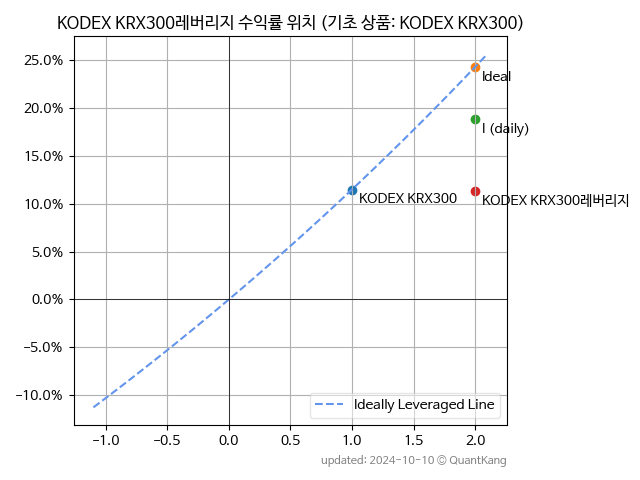 KODEX KRX300레버리지 수익률 위치 (기초 상품: KODEX KRX300)
25.0%
20.0%
15.0%
10.0%
5.0%
0.0%
−5.0%
−10.0%
Ideal
I (daily)
KODEX KRX300
KODEX KRX300레버리지
Ideally Leveraged Line
−1.0 −0.5 0.0 0.5 1.0 1.5 2.0
updated: 2024-10-10 © QuantKang